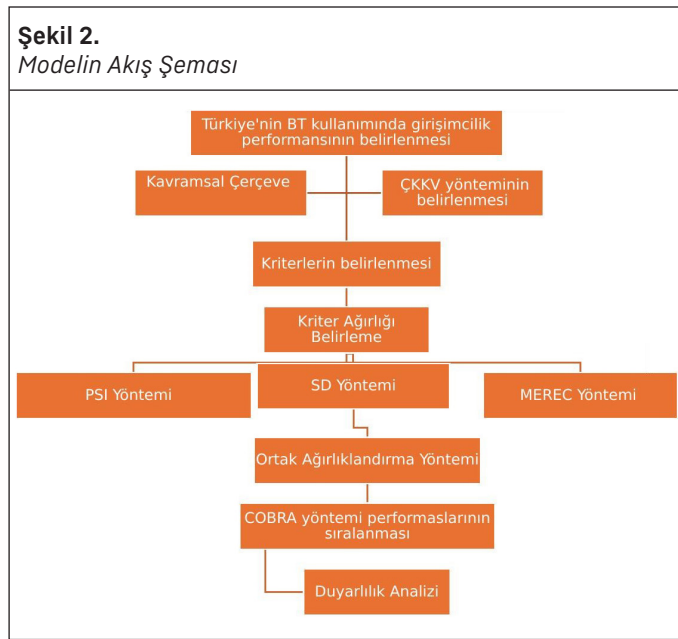 Şekil 2.
Modelin Akış Şeması
Türkiye'nin BT kullanımında girişimcilik
performansının belirlenmesi
Kavramsal Çerçeve
ÇKKV yönteminin
belirlenmesi
Kriterlerin belirlenmesi
Kriter Ağırlığı
Belirleme
PSI Yöntemi
SD Yöntemi
MEREC Yöntemi
Ortak Ağırlıklandırma Yöntemi
COBRA yöntemi performaslarının
sıralanması
Duyarlılık Analizi